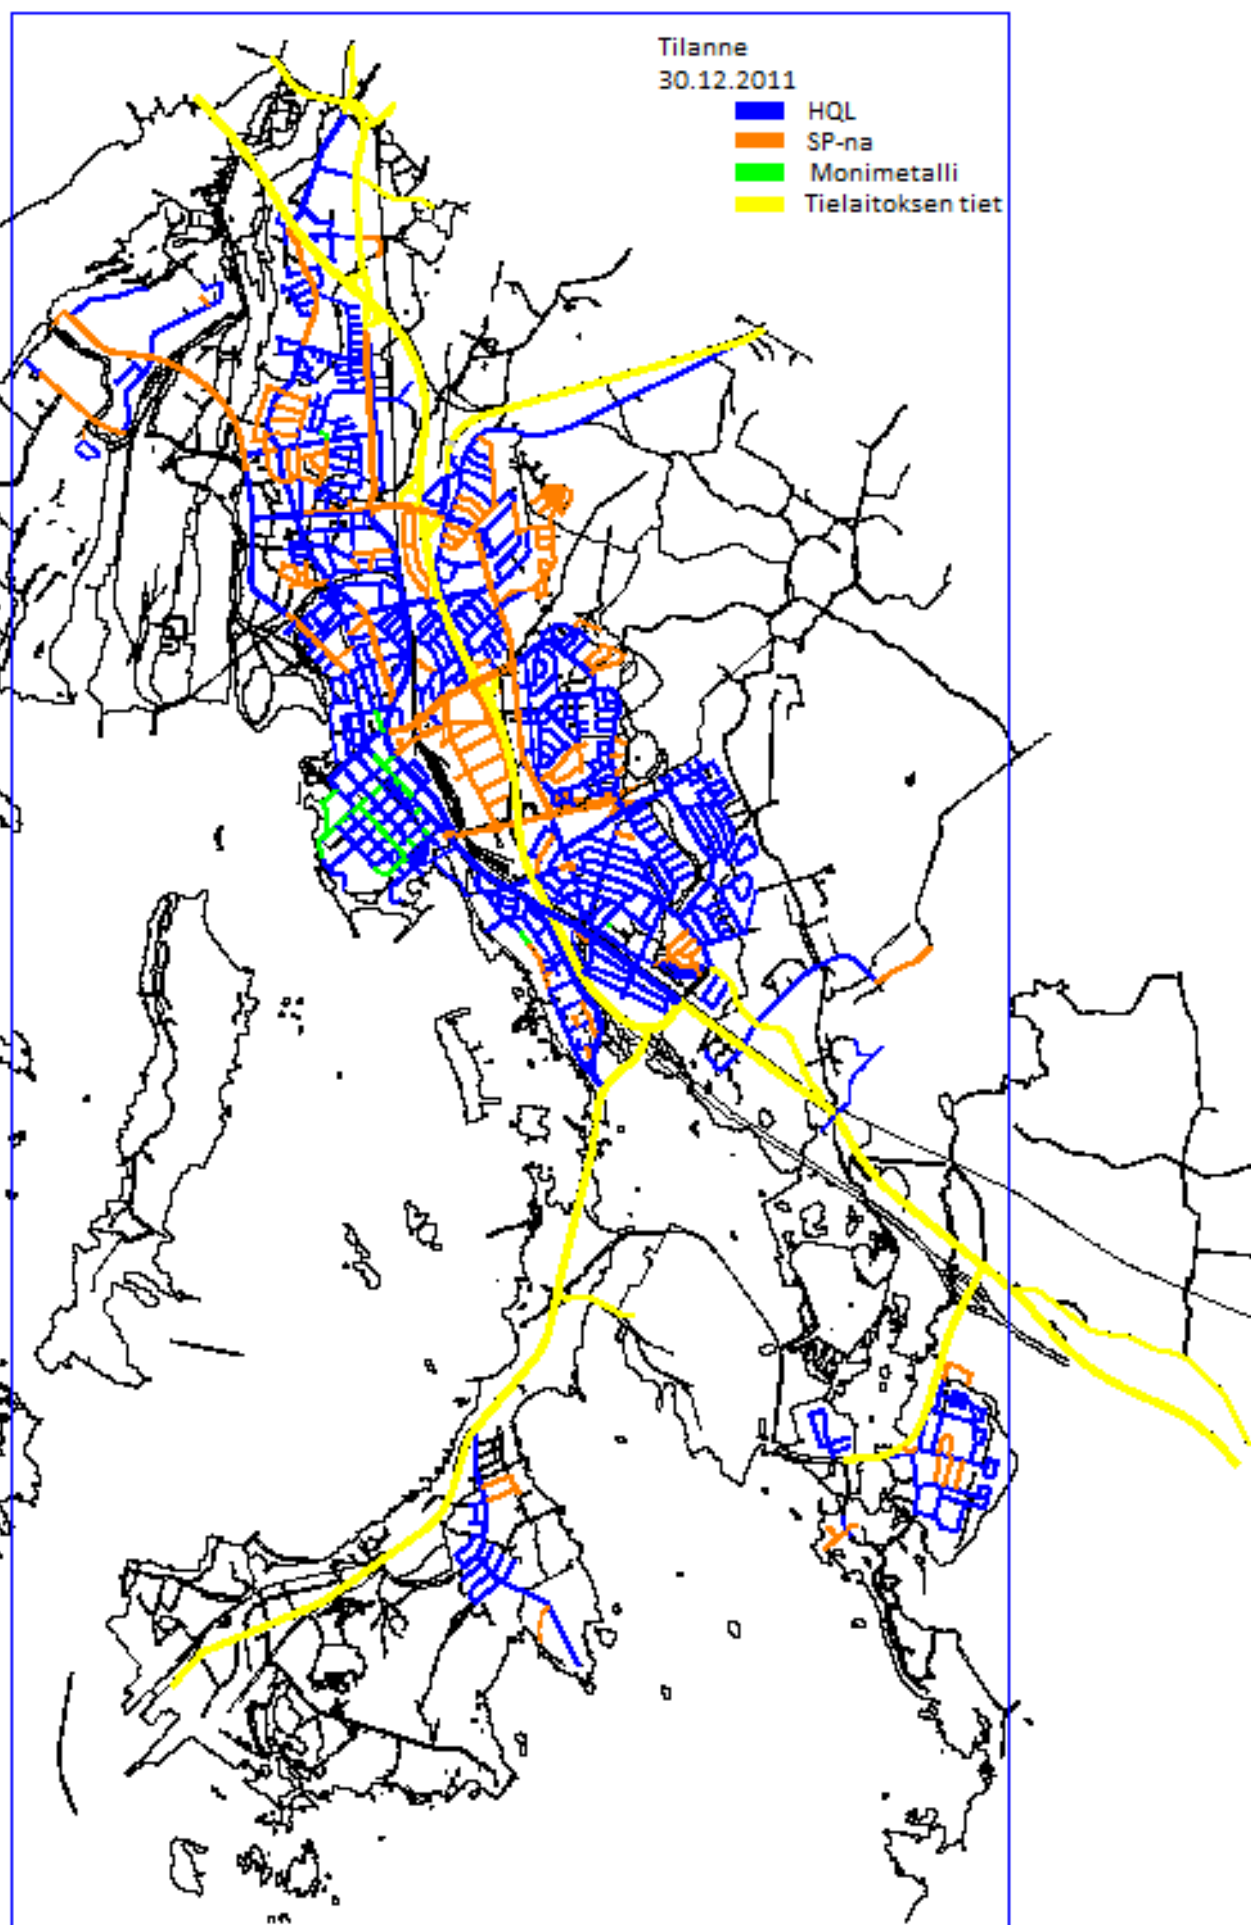 Tilanne
30.12.2011
HQL
SP-na
Monimetalli
Tielaitoksen tiet